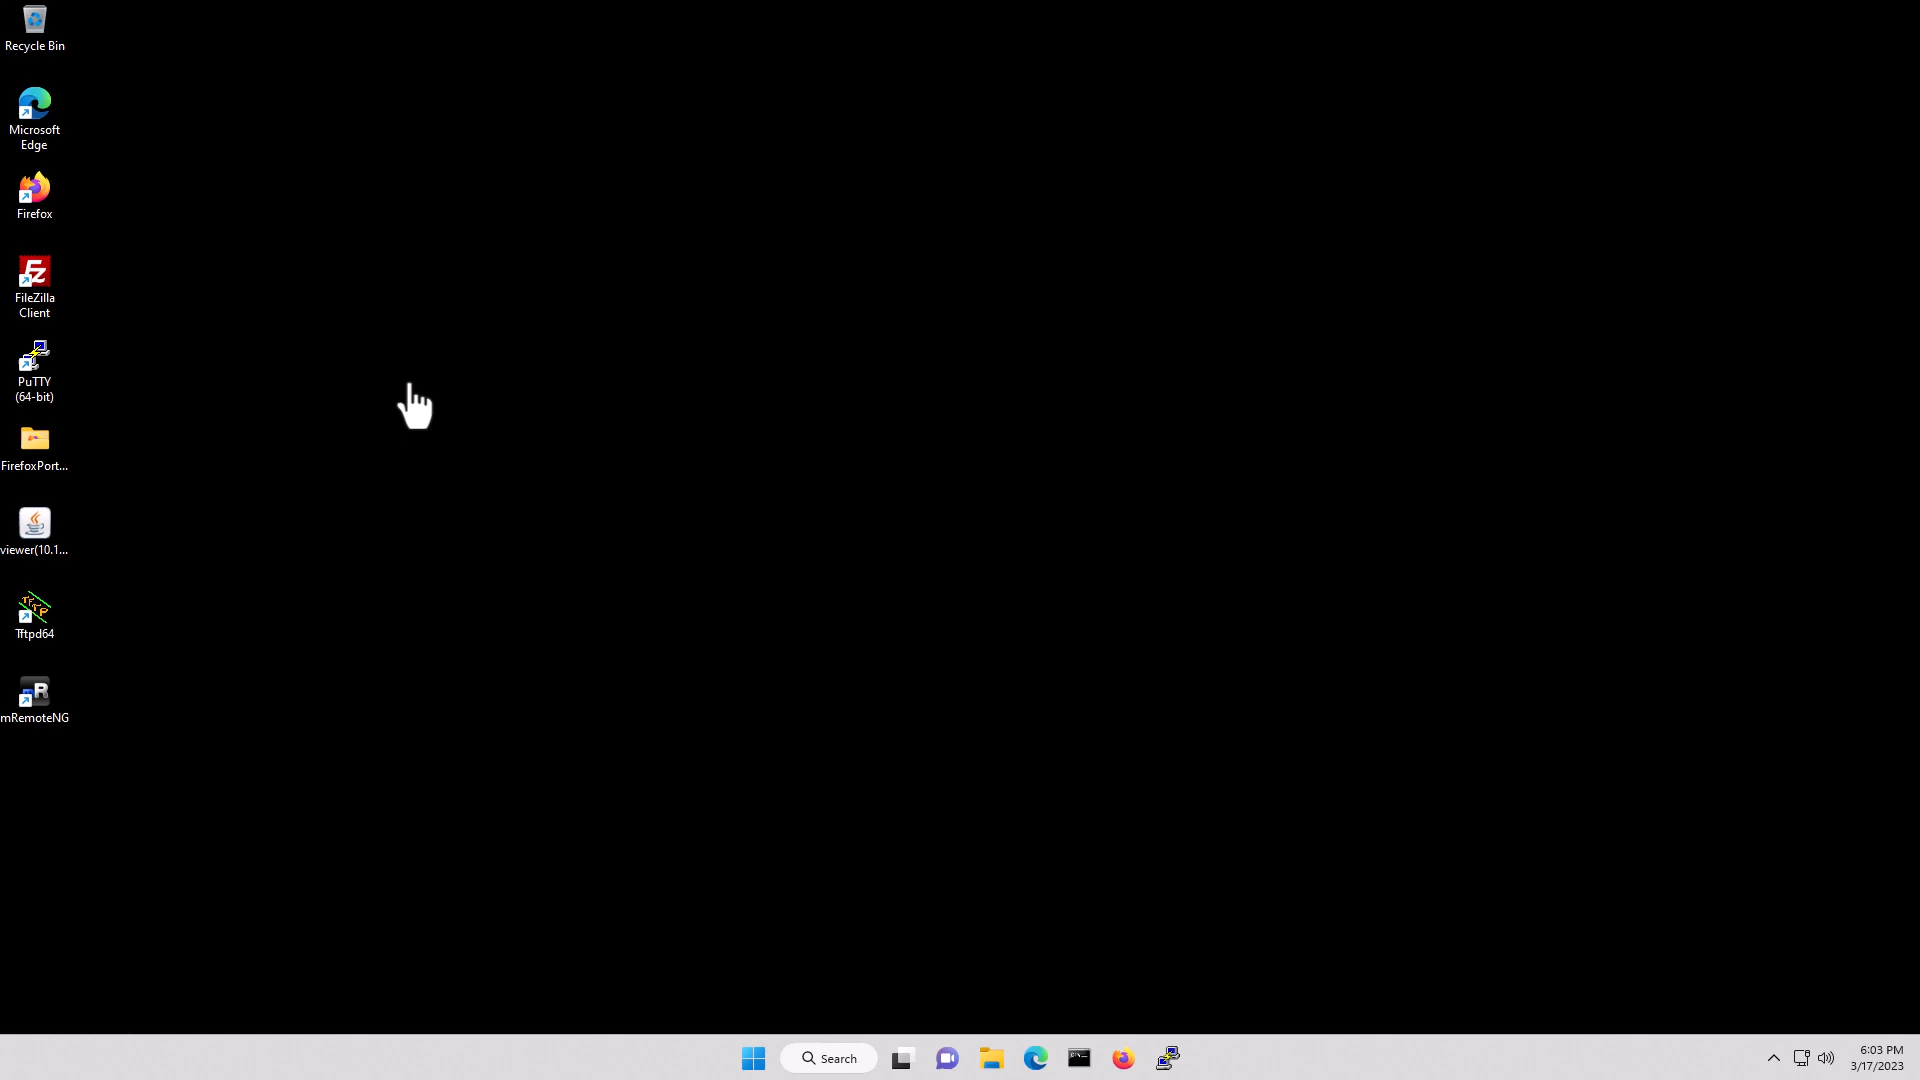 Recycle Bin
Microsoft
Edge
Firefox
FileZilla
Client
PuTTY
(64-bit)
FirefoxPort...
viewer(10.1...
Tftpd64
mRemoteNG
Search
6:03 PM
3/17/2023